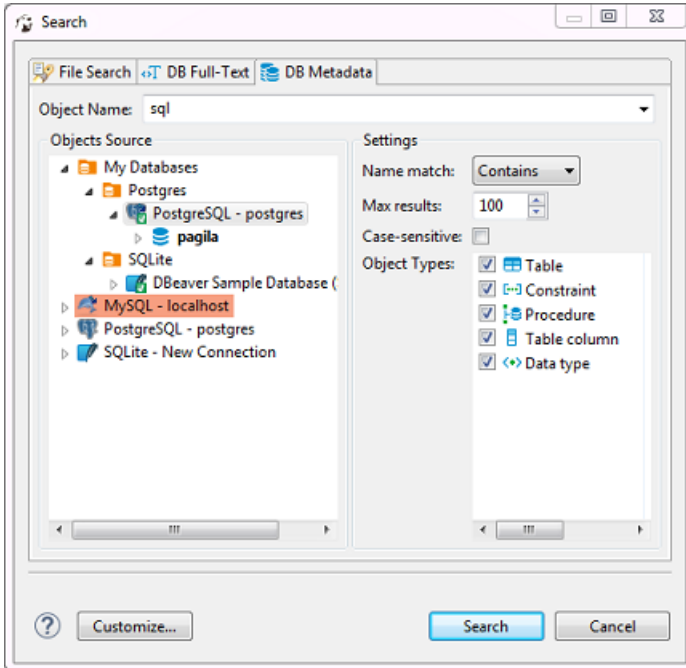 Search
File Search
DB Full-Text
DB Metadata
Object Name: sql
Objects Source
My Databases
Postgres
PostgreSQL - postgres
pagila
SQLite
DBeaver Sample Database (
MySQL - localhost
PostgreSQL - postgres
SQLite - New Connection
Settings
Name match: Contains
Max results: 100
Case-sensitive:
Object Types:
Table
Constraint
Procedure
Table column
Data type
Customize...
Search
Cancel